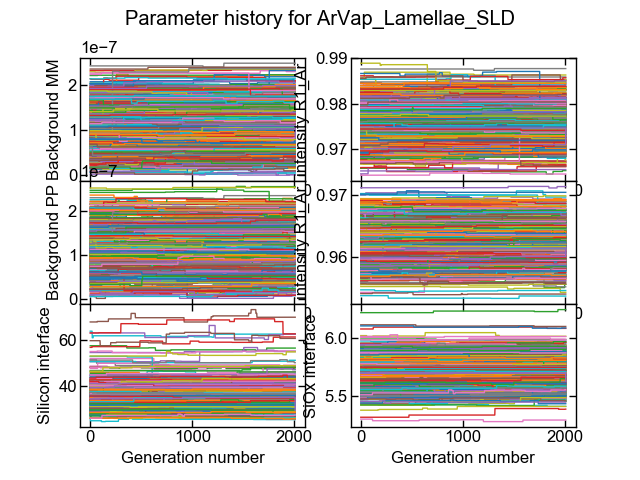 Parameter history for ArVap_Lamellae_SLD
1e−7
Background MM
2
1
0
Intensity R1_Ar
0.99
0.98
0.97
0
1e−7
Background PP
2
1
0
Intensity R1_Ar
0.97
0.96
0
Silicon interface
60
40
SiOx interface
6.0
5.5
0
1000
2000
0
1000
2000
Generation number
Generation number